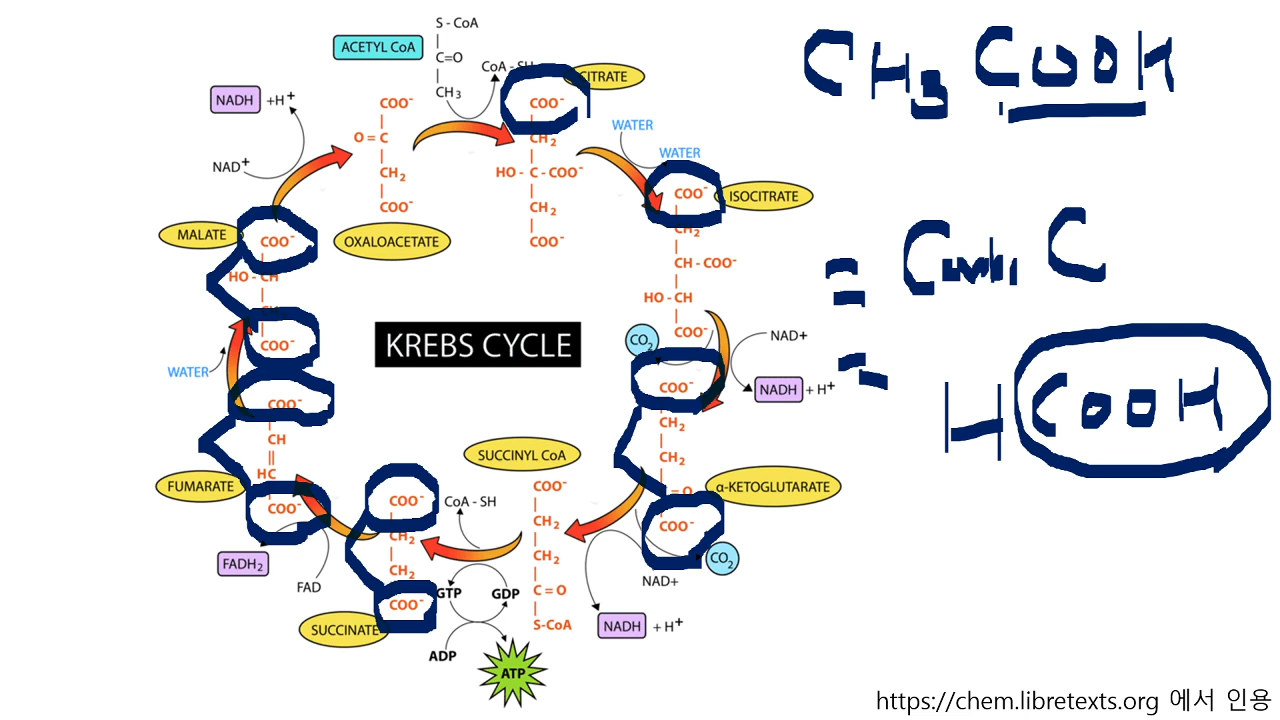 S - CoA
ACETYL CoA
C=O
CoA - SH
CH3
CITRATE
NADH +H+
COO-
O = C
CH2
COO-
OXALOACETATE
NAD+
COO-
CH2
HO - C - COO-
CH2
COO-
WATER
WATER
COO-
ISOCITRATE
CH2
CH - COO-
HO - CH
COO-
MALATE
COO-
HO - CH
COO-
KREBS CYCLE
CO2
NAD+
NADH + H+
WATER
COO-
CH2
CH2
=O
COO-
α-KETOGLUTARATE
CO2
NAD+
COO-
CH
HC
COO-
FUMARATE
SUCCINYL CoA
COO-
CH2
CH2
C = O
S-CoA
CoA - SH
COO-
CH2
CH2
COO-
SUCCINATE
FADH2
FAD
GTP GDP
ADP
ATP
NADH + H+
CH3 COOH
=
C
=
H COOH
https://chem.libretexts.org 에서 인용